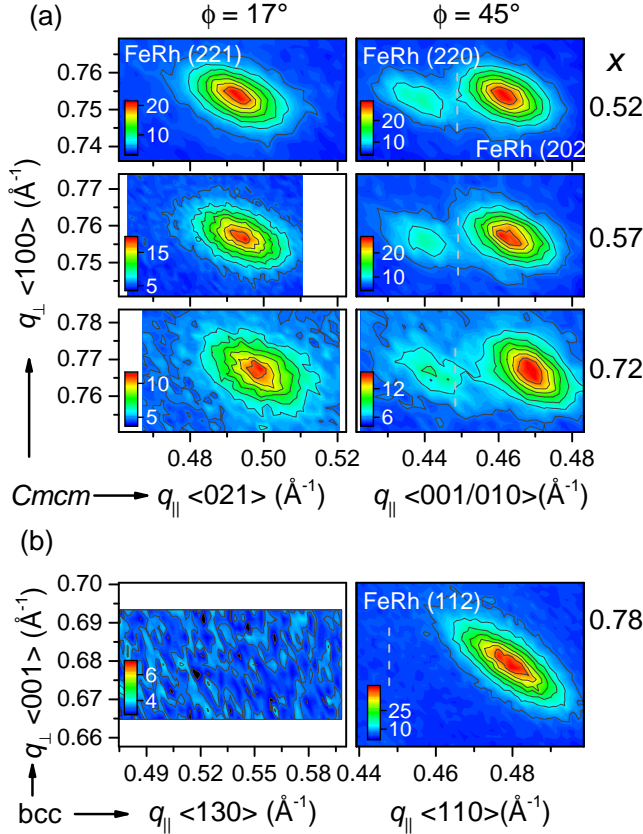 (a)
ϕ = 17°
ϕ = 45°
x
FeRh (221)
0.76
0.75
0.74
20
10
FeRh (220)
FeRh (202
20
10
0.52
0.77
0.76
0.75
15
5
20
10
0.57
0.78
0.77
0.76
10
5
12
6
0.72
q⊥ <100> (Å-1)
0.48 0.50 0.52
0.44 0.46 0.48
Cmcm
q|| <021> (Å-1)
q|| <001/010>(Å-1)
(b)
0.70
0.69
0.68
0.67
0.66
6
4
FeRh (112)
25
10
0.78
q⊥ <001> (Å-1)
0.49 0.52 0.55 0.58
0.44 0.46 0.48
bcc
q|| <130> (Å-1)
q|| <110>(Å-1)